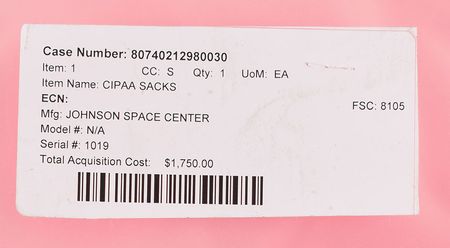 Case Number: 80740212980030
Item: 1 CC: S Qty: 1 UoM: EA
Item Name: CIPAA SACKS
ECN:
FSC: 8105
Mfg: JOHNSON SPACE CENTER
Model #: N/A
Serial #: 1019
Total Acquisition Cost: $1,750.00